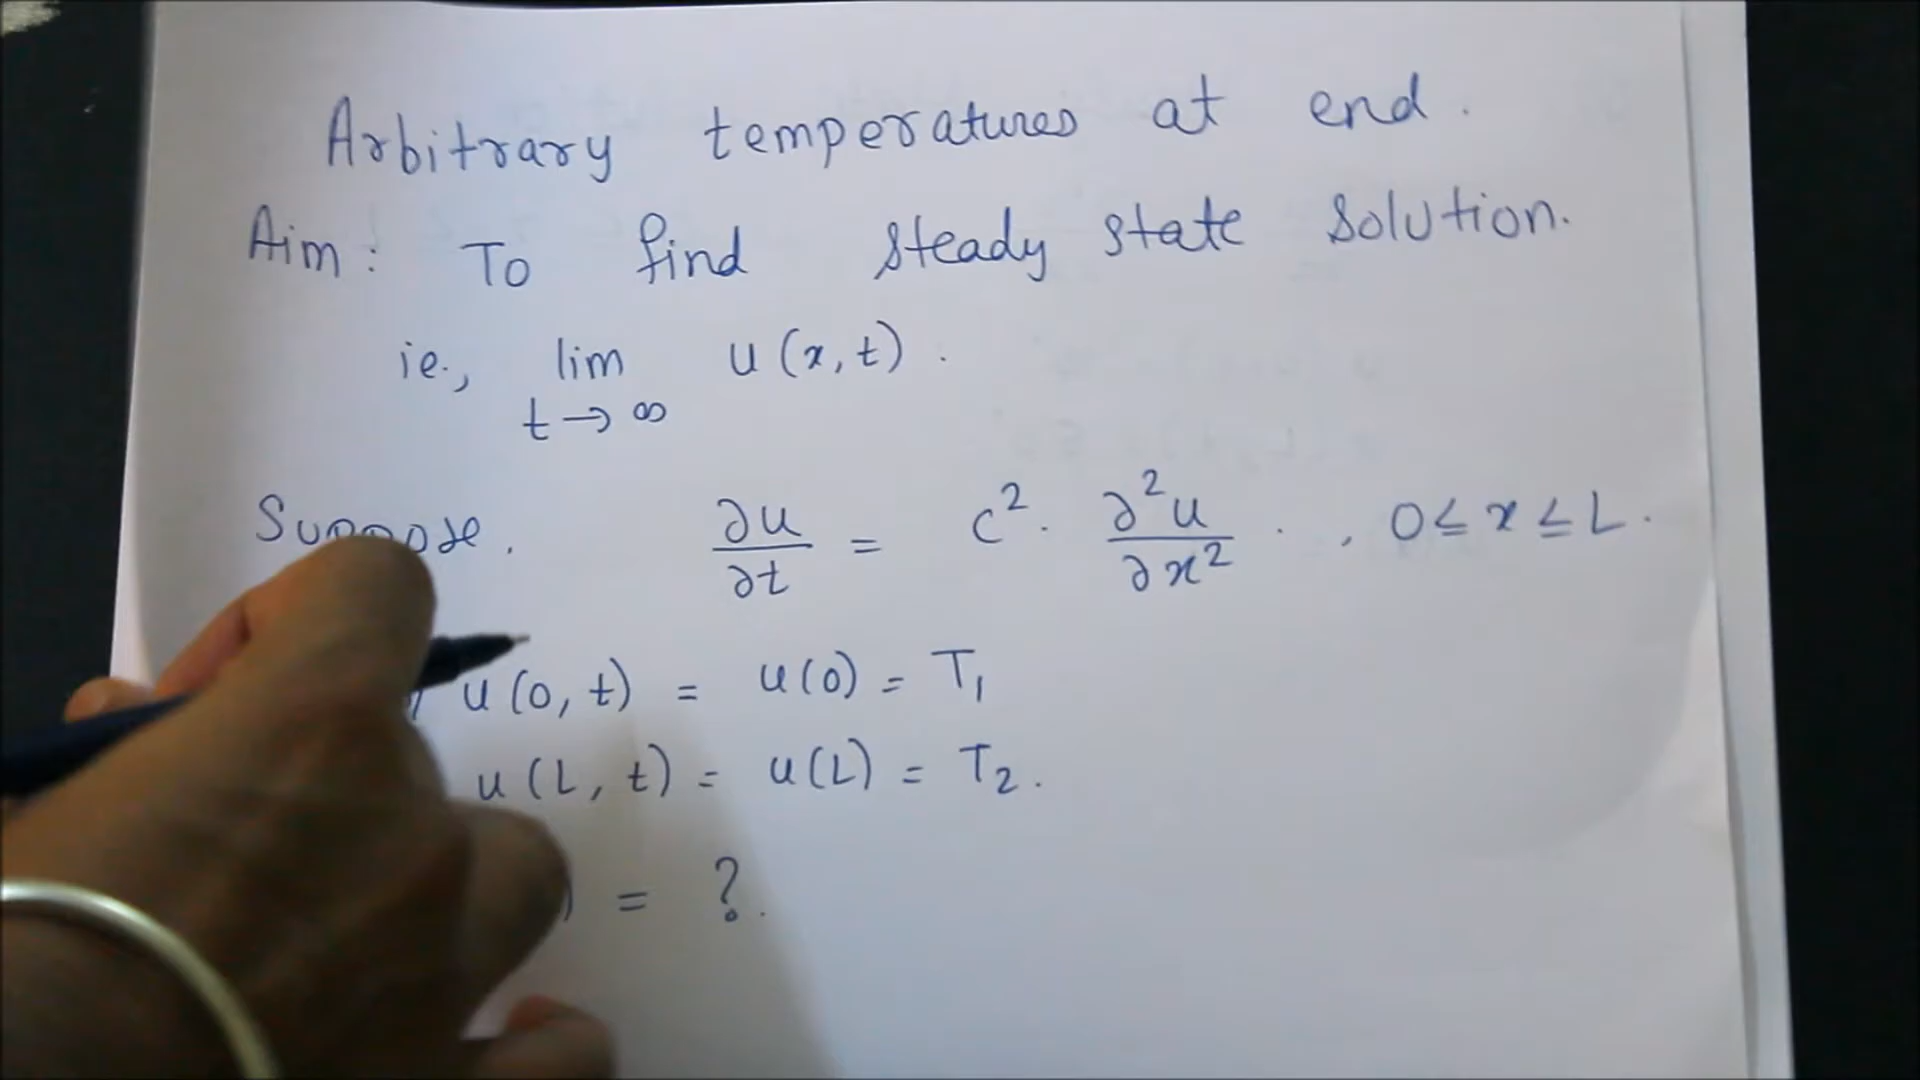 Arbitrary temperatures at end.
Aim: To find steady state solution.
ie., lim u(x,t).
t→∞
Suppose. ∂u/∂t = c². ∂²u/∂x² . , 0≤x≤L.
u(0,t) = u(0) = T₁
u(L,t) = u(L) = T₂.
) = ?.